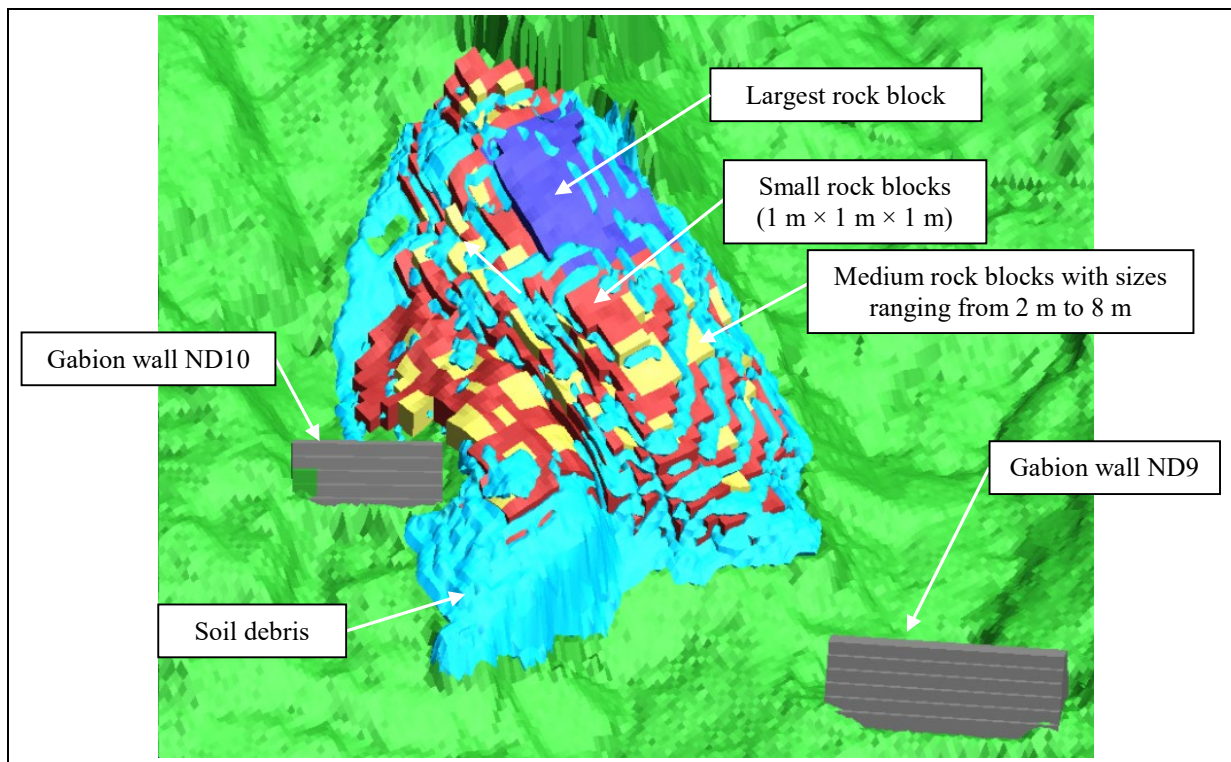 Largest rock block
Small rock blocks
(1 m × 1 m × 1 m)
Medium rock blocks with sizes
ranging from 2 m to 8 m
Gabion wall ND10
Gabion wall ND9
Soil debris